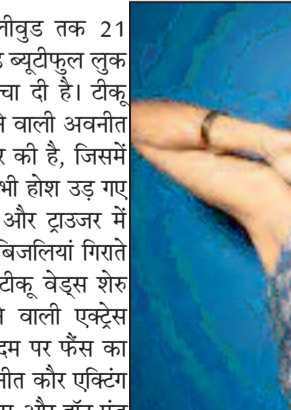 लीवुड तक 21
ब्यूटीफुल लुक
चा दी है। टीकू
वाली अवनीत
र की है, जिसमें
भी होश उड़ गए
और ट्राउजर में
बिजलियां गिराते
टीकू वेड्स शेरु
वाली एक्ट्रेस
दम पर फैंस का
नीत कौर एक्टिंग